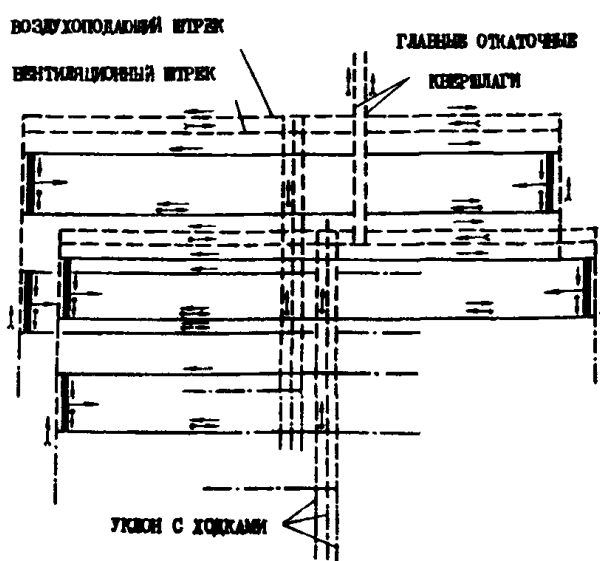 ВОЗДУХОПОДАЮЩИЙ ШТРЕК
ВЕНТИЛЯЦИОННЫЙ ШТРЕК
ГЛАВНЫЕ ОТКАТОЧНЫЕ
КВЕРШЛАГИ
УКЛОН С ХОДКАМИ